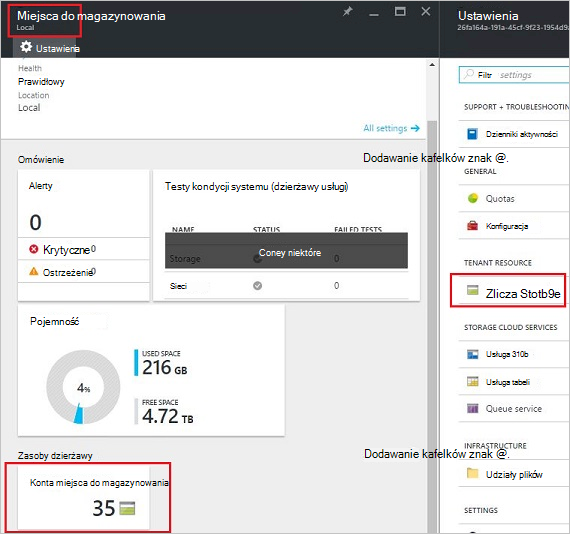 Miejsca do magazynowania
Local
Ustawienia
Health
Prawidłowy
Location
Local
All settings →
Omówienie
Dodawanie kafelków znak @.
Alerty
0
Krytyczne 0
Ostrzeżenie 0
Testy kondycji systemu (dzierżawy usługi)
NAME STATUS FAILED TESTS
Storage 0
Coney niektóre
Sieci 0
Pojemność
4%
USED SPACE
216 GB
FREE SPACE
4.72 TB
Zasoby dzierżawy
Dodawanie kafelków znak @.
Konta miejsca do magazynowania
35
Ustawienia
26fa164a-191a-45cf-9f23-1954d9a
Filtr settings
SUPPORT + TROUBLESHOOTIN
Dzienniki aktywności
GENERAL
Quotas
Konfiguracja
TENANT RESOURCE
Zlicza Stotb9e
STORAGE CLOUD SERVICES
Usługa 310b
Usługa tabeli
Queue service
INFRASTRUCTURE
Udziały plików
SETTINGS